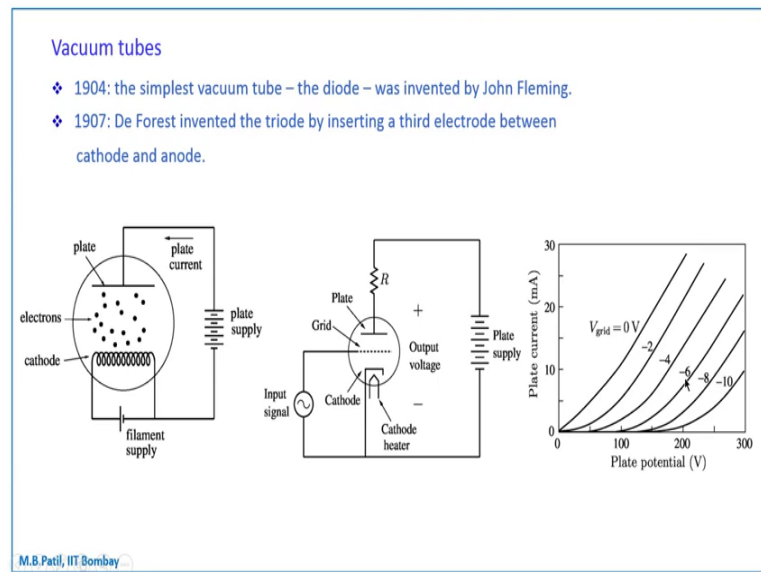 Vacuum tubes
❖ 1904: the simplest vacuum tube – the diode – was invented by John Fleming.
❖ 1907: De Forest invented the triode by inserting a third electrode between
cathode and anode.
plate
plate
current
electrons
cathode
plate
supply
filament
supply
R
Plate
Grid
+
Output
voltage
−
Plate
supply
Input
signal
Cathode
Cathode
heater
Plate current (mA)
30
20
10
0
V_grid = 0 V
−2
−4
−6
−8
−10
0
100
200
300
Plate potential (V)
M.B.Patil, IIT Bombay